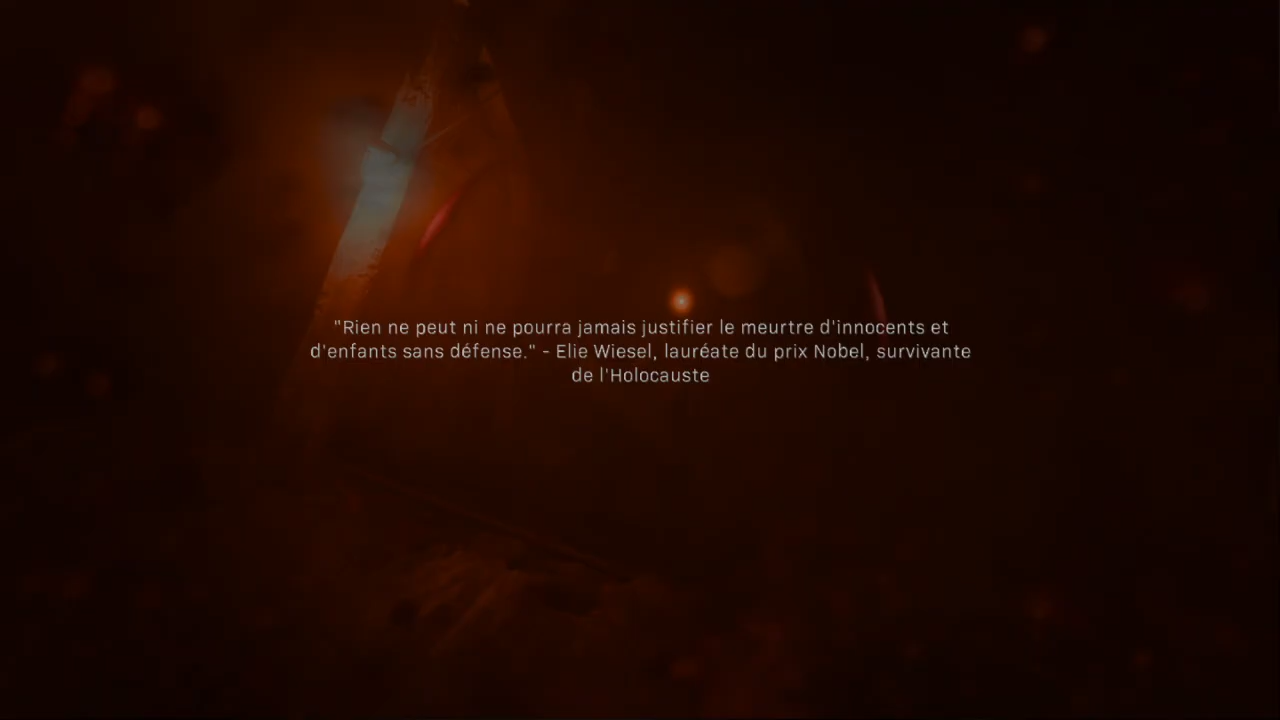 "Rien ne peut ni ne pourra jamais justifier le meurtre d'innocents et
d'enfants sans défense." - Elie Wiesel, lauréate du prix Nobel, survivante
de l'Holocauste